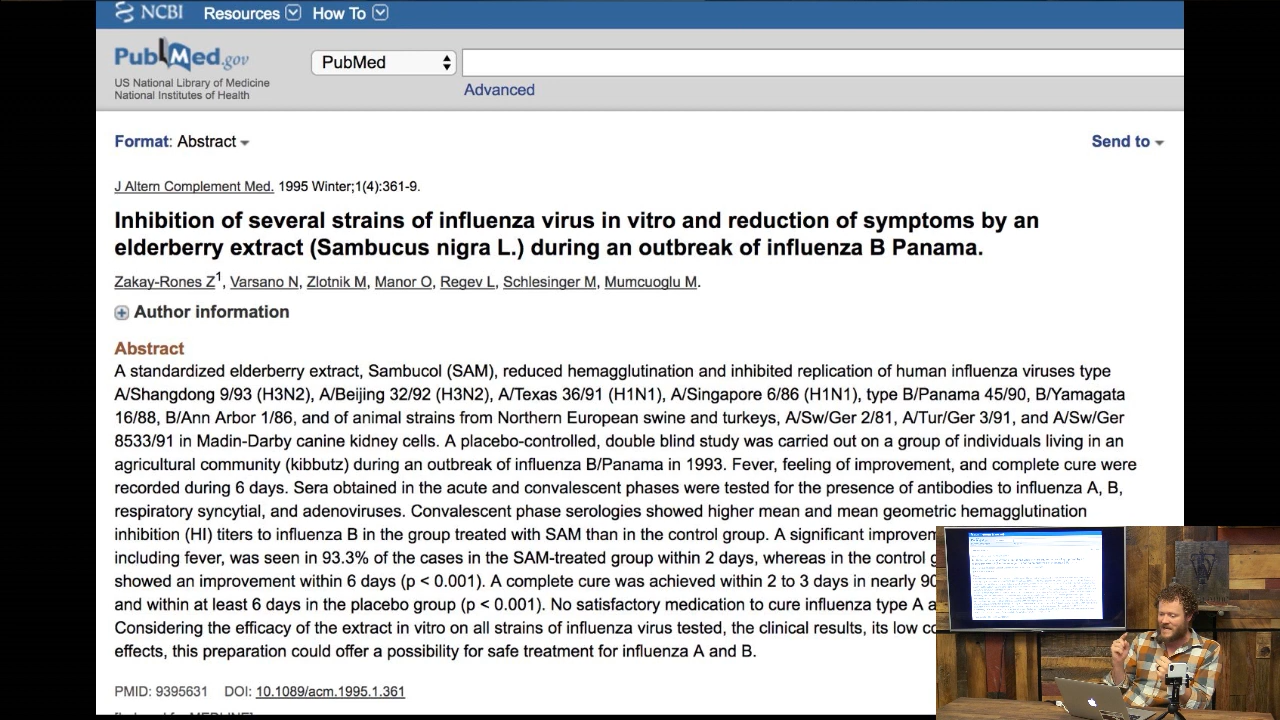 NCBI Resources How To
PubMed.gov
US National Library of Medicine
National Institutes of Health
PubMed
Advanced
Format: Abstract
Send to
J Altern Complement Med. 1995 Winter;1(4):361-9.
Inhibition of several strains of influenza virus in vitro and reduction of symptoms by an
elderberry extract (Sambucus nigra L.) during an outbreak of influenza B Panama.
Zakay-Rones Z1, Varsano N, Zlotnik M, Manor O, Regev L, Schlesinger M, Mumcuoglu M.
Author information
Abstract
A standardized elderberry extract, Sambucol (SAM), reduced hemagglutination and inhibited replication of human influenza viruses type
A/Shangdong 9/93 (H3N2), A/Beijing 32/92 (H3N2), A/Texas 36/91 (H1N1), A/Singapore 6/86 (H1N1), type B/Panama 45/90, B/Yamagata
16/88, B/Ann Arbor 1/86, and of animal strains from Northern European swine and turkeys, A/Sw/Ger 2/81, A/Tur/Ger 3/91, and A/Sw/Ger
8533/91 in Madin-Darby canine kidney cells. A placebo-controlled, double blind study was carried out on a group of individuals living in an
agricultural community (kibbutz) during an outbreak of influenza B/Panama in 1993. Fever, feeling of improvement, and complete cure were
recorded during 6 days. Sera obtained in the acute and convalescent phases were tested for the presence of antibodies to influenza A, B,
respiratory syncytial, and adenoviruses. Convalescent phase serologies showed higher mean and mean geometric hemagglutination
inhibition (HI) titers to influenza B in the group treated with SAM than in the control group. A significant improvem
including fever, was seen in 93.3% of the cases in the SAM-treated group within 2 days, whereas in the control g
showed an improvement within 6 days (p < 0.001). A complete cure was achieved within 2 to 3 days in nearly 90
and within at least 6 days in the placebo group (p < 0.001). No satisfactory medication to cure influenza type A a
Considering the efficacy of the extract in vitro on all strains of influenza virus tested, the clinical results, its low co
effects, this preparation could offer a possibility for safe treatment for influenza A and B.
PMID: 9395631 DOI: 10.1089/acm.1995.1.361